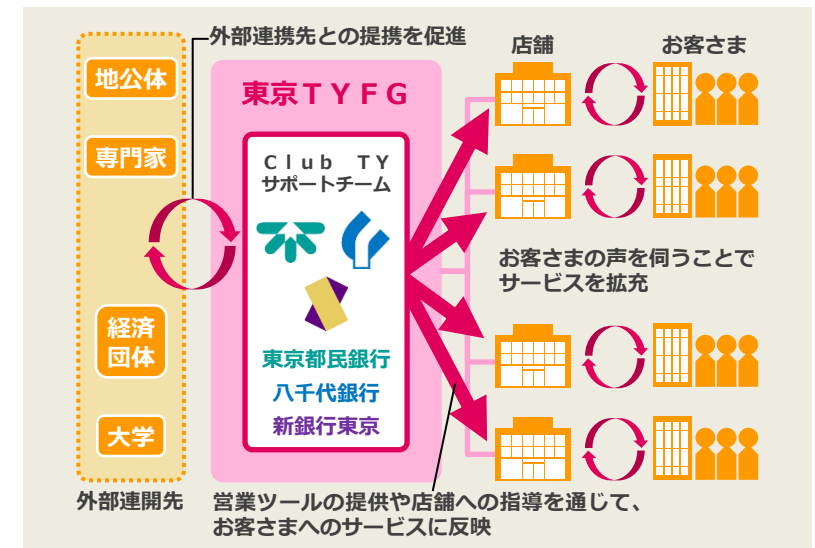 外部連携先との提携を促進
店舗
お客さま
地公体
専門家
経済
団体
大学
外部連開先
東京ＴＹＦＧ
Ｃｌｕｂ　ＴＹ
サポートチーム
東京都民銀行
八千代銀行
新銀行東京
お客さまの声を伺うことで
サービスを拡充
営業ツールの提供や店舗への指導を通じて、
お客さまへのサービスに反映